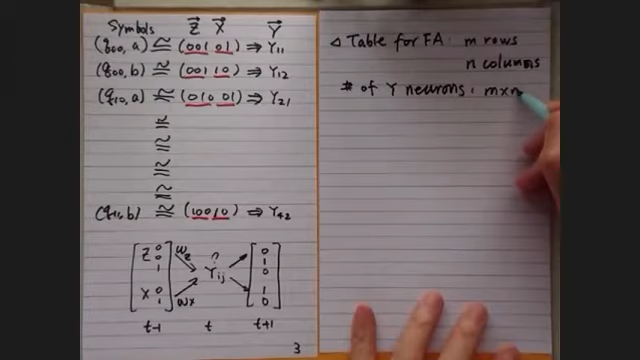 Symbols Z X Y
(q00, a) ≅ (001 01) ⇒ Y11
(q00, b) ≅ (001 10) ⇒ Y12
(q10, a) ≅ (010 01) ⇒ Y21
≅
≅
≅
≅
(q11, b) ≅ (100 10) ⇒ Y42
Z 0 0 1 X 0 1
Wz
Wx
?
Yij
0 1 0 1 0
t-1 t t+1
3
Table for FA: m rows
n columns
# of Y neurons: m×n